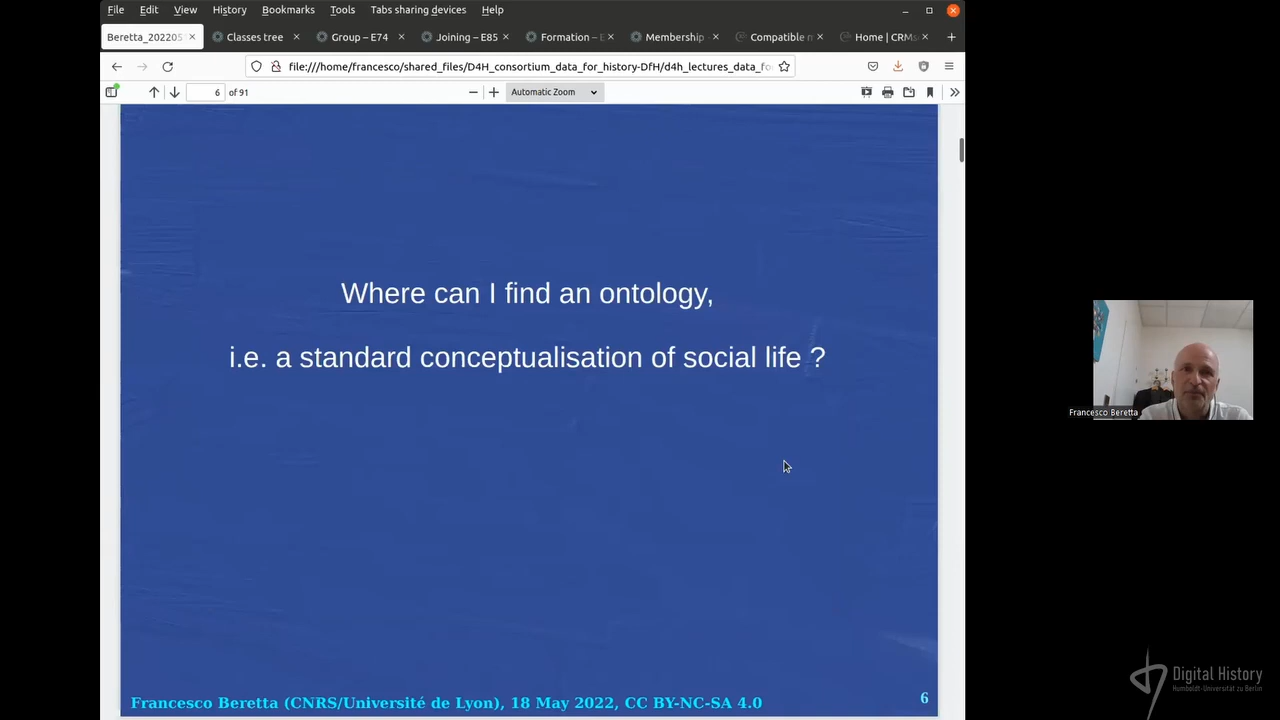 File Edit View History Bookmarks Tools Tabs sharing devices Help
Beretta_202205 Classes tree Group – E74 Joining – E85 Formation – E Membership - Compatible m Home | CRMs
file:///home/francesco/shared_files/D4H_consortium_data_for_history-DfH/d4h_lectures_data_fo
6 of 91 Automatic Zoom
Where can I find an ontology,
i.e. a standard conceptualisation of social life ?
Francesco Beretta
Francesco Beretta (CNRS/Université de Lyon), 18 May 2022, CC BY-NC-SA 4.0
6
Digital History
Humboldt-Universität zu Berlin